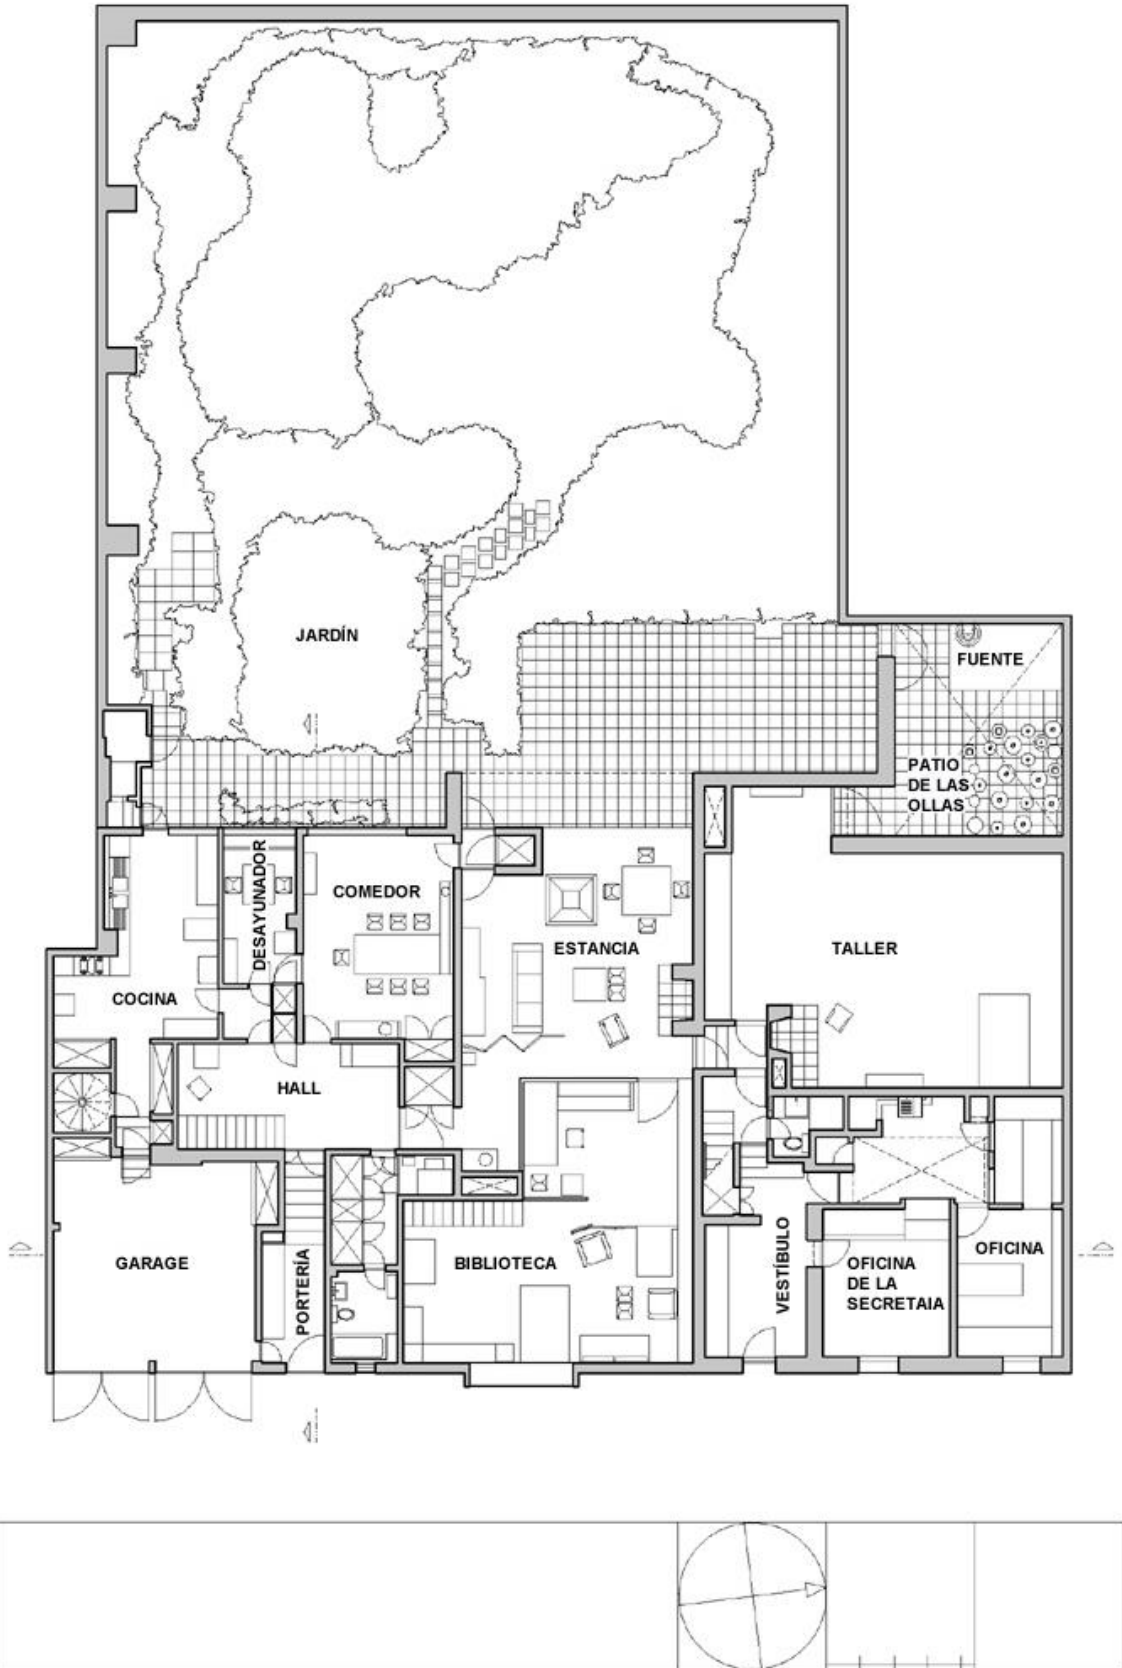 JARDÍN
FUENTE
PATIO
DE LAS
OLLAS
DESAYUNADOR
COMEDOR
ESTANCIA
TALLER
COCINA
HALL
GARAGE
PORTERÍA
BIBLIOTECA
VESTÍBULO
OFICINA
DE LA
SECRETAIA
OFICINA